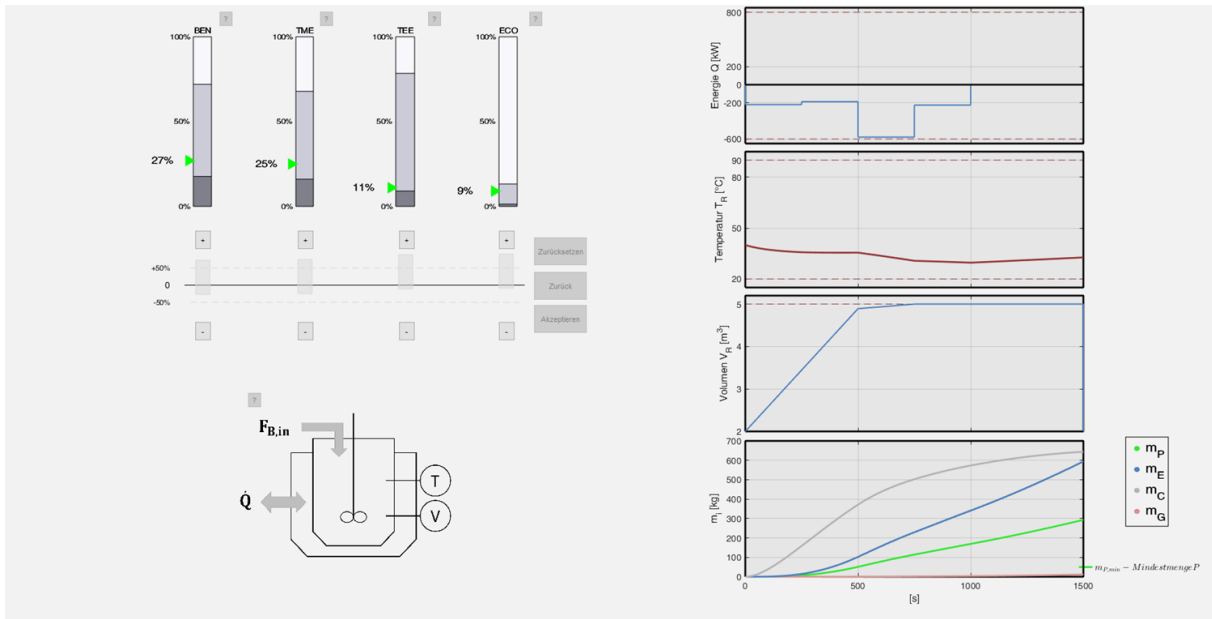 ? ? ? ?
BEN TME TEE ECO
100% 100% 100% 100%
50% 50% 50% 50%
27% 25% 11% 9%
0% 0% 0% 0%
+ + + +
+50%
0
-50%
- - - -
Zurücksetzen
Zurück
Akzeptieren
?
F_B,in
Q̇
T
V
Energie Q [kW]
800
200
0
-200
-600
Temperatur T_R [°C]
90
80
50
20
Volumen V_R [m³]
5
4
3
2
m_i [kg]
700
600
500
400
300
200
100
0
0 500 1000 1500
[s]
m_P
m_E
m_C
m_G
m_P,min − MindestmengeP